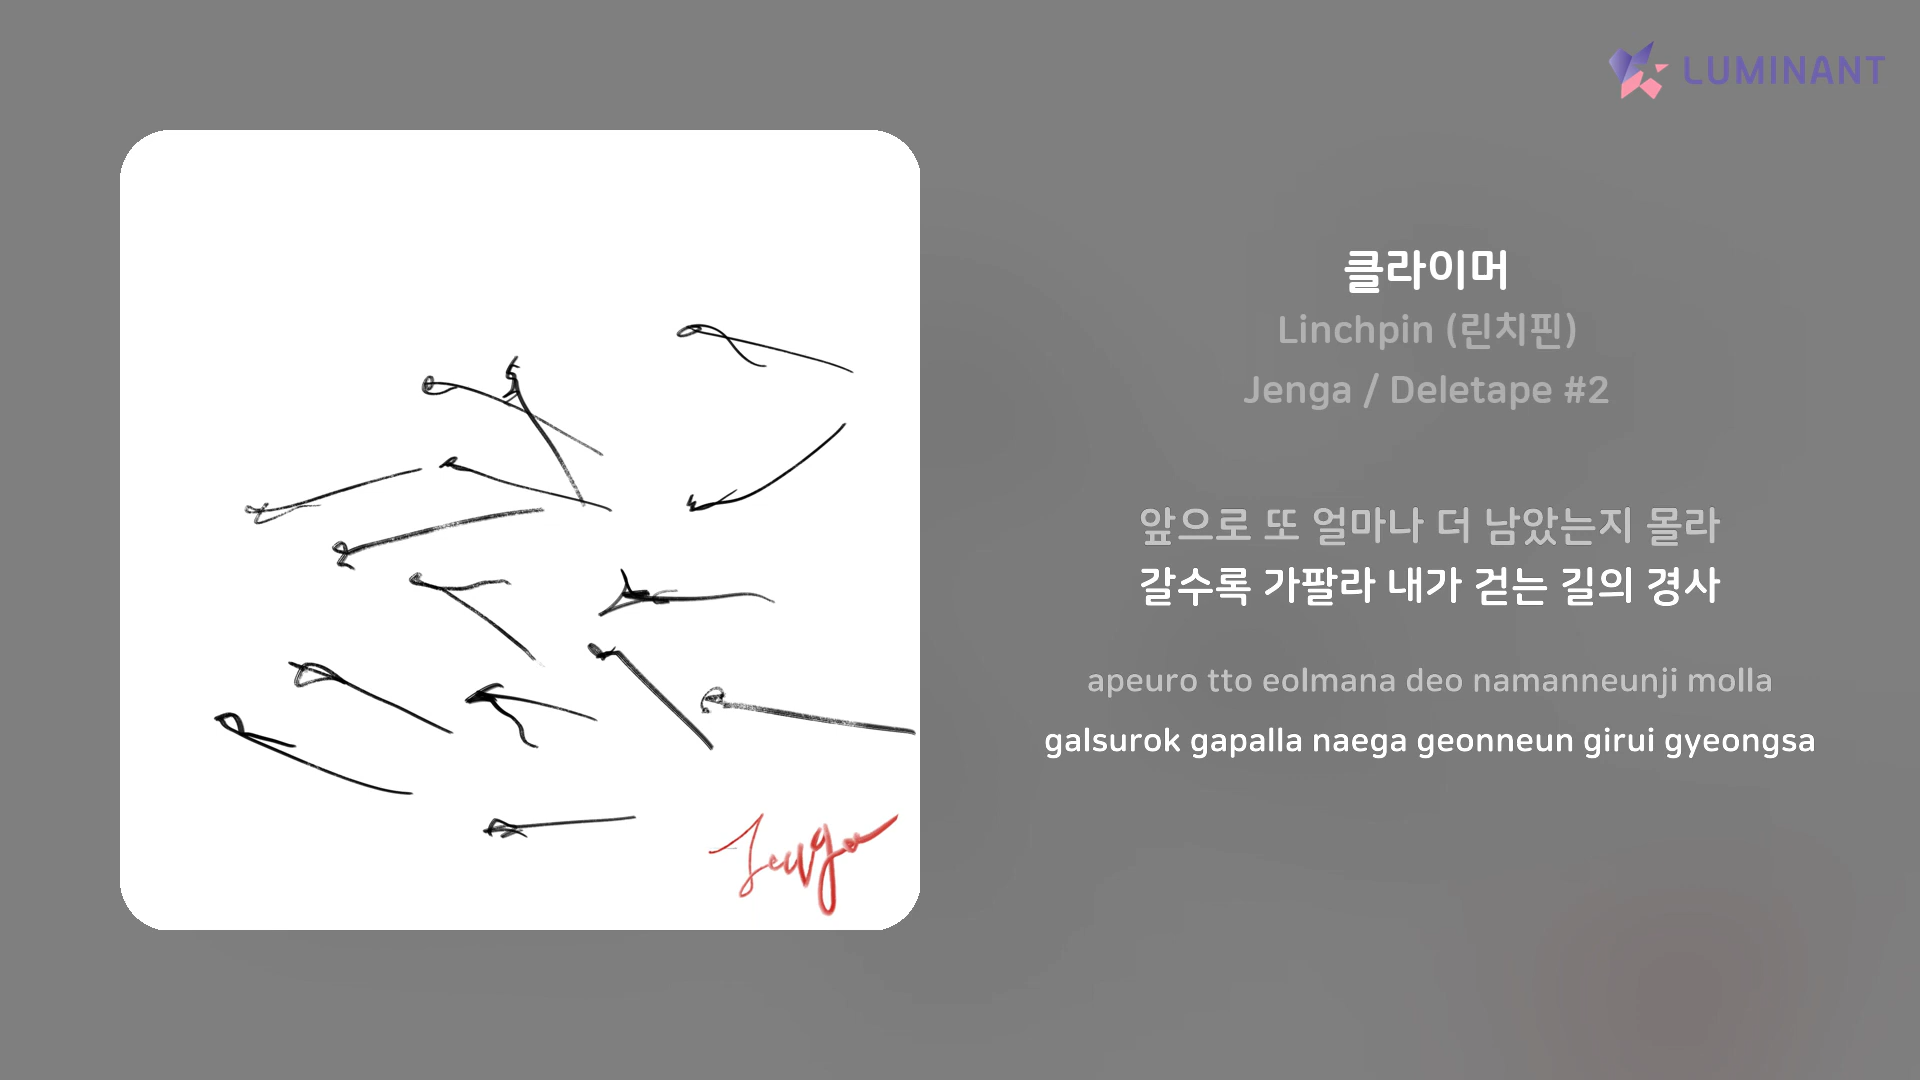 LUMINANT
클라이머
Linchpin (린치핀)
Jenga / Deletape #2
앞으로 또 얼마나 더 남았는지 몰라
갈수록 가팔라 내가 걷는 길의 경사
apeuro tto eolmana deo namanneunji molla
galsurok gapalla naega geonneun girui gyeongsa
Jenga